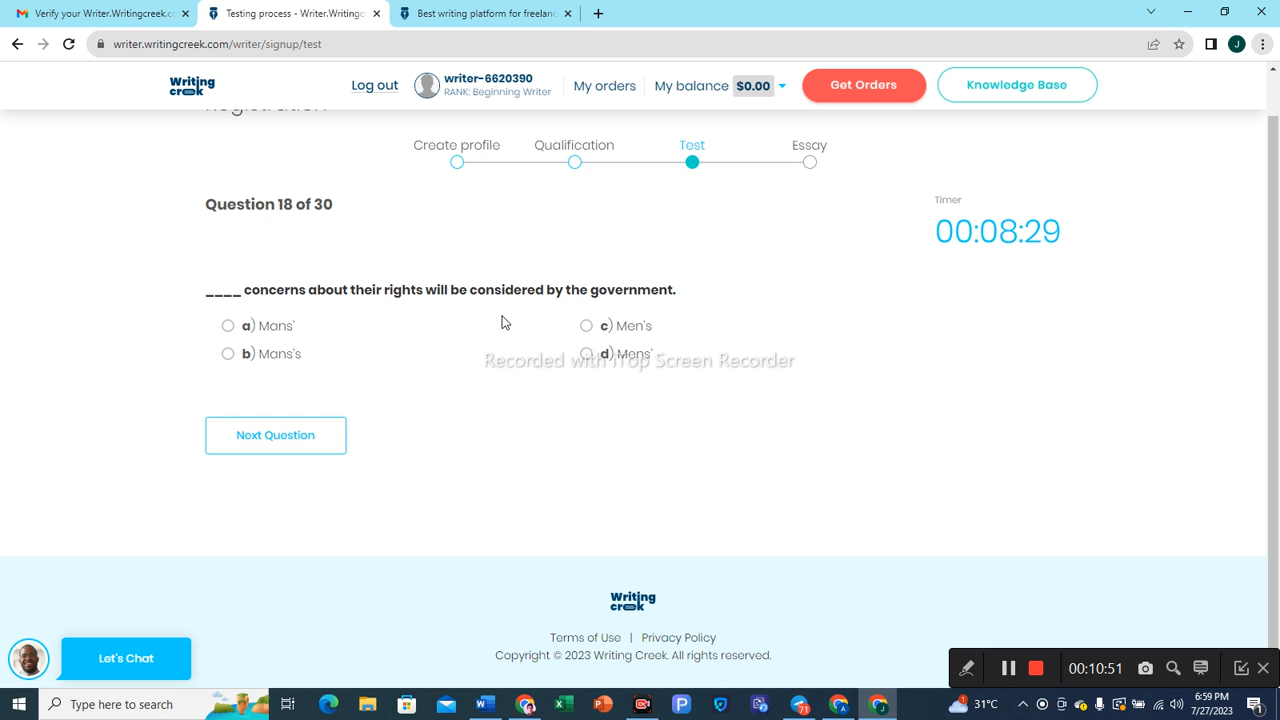 Verify your Writer.Writingcreek.c
Testing process - Writer.Writing
Best writing platform for freelanc
writer.writingcreek.com/writer/signup/test
J
Writing creek
Log out
writer-6620390
RANK: Beginning Writer
My orders
My balance $0.00
Get Orders
Knowledge Base
Registration
Create profile
Qualification
Test
Essay
Question 18 of 30
Timer
00:08:29
____ concerns about their rights will be considered by the government.
a) Mans'
c) Men's
b) Mans's
d) Mens'
Recorded with iTop Screen Recorder
Next Question
Writing creek
Terms of Use | Privacy Policy
Copyright © 2023 Writing Creek. All rights reserved.
Let's Chat
00:10:51
Type here to search
71
31°C
6:59 PM
7/27/2023